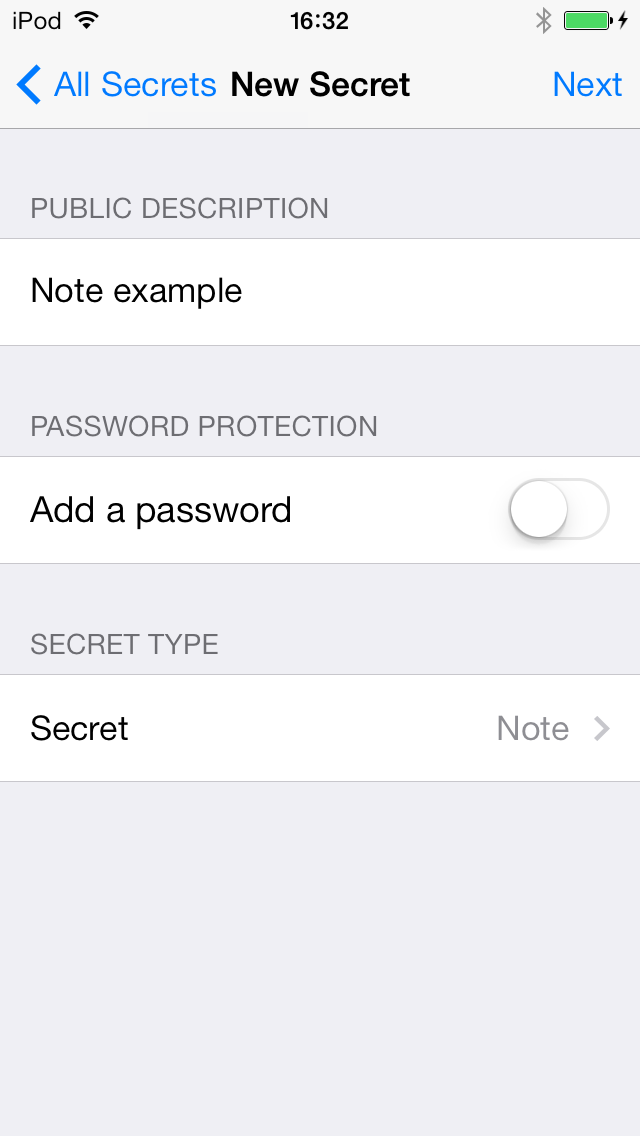 iPod 16:32
All Secrets New Secret Next
PUBLIC DESCRIPTION
Note example
PASSWORD PROTECTION
Add a password
SECRET TYPE
Secret Note